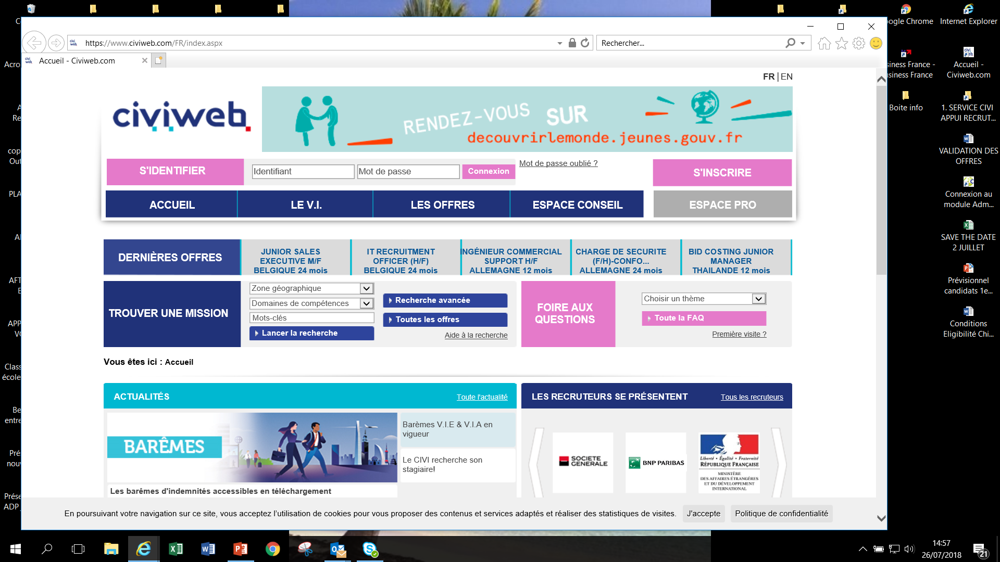 https://www.civiweb.com/FR/index.aspx
Rechercher...
Accueil - Civiweb.com
FR | EN
civiweb
RENDEZ-VOUS SUR
decouvrirlemonde.jeunes.gouv.fr
S'IDENTIFIER
Identifiant
Mot de passe
Connexion
Mot de passe oublié ?
S'INSCRIRE
ACCUEIL
LE V.I.
LES OFFRES
ESPACE CONSEIL
ESPACE PRO
DERNIÈRES OFFRES
JUNIOR SALES
EXECUTIVE M/F
BELGIQUE 24 mois
IT RECRUITMENT
OFFICER (H/F)
BELGIQUE 24 mois
INGÉNIEUR COMMERCIAL
SUPPORT H/F
ALLEMAGNE 12 mois
CHARGE DE SECURITE
(F/H)-CONFO...
ALLEMAGNE 24 mois
BID COSTING JUNIOR
MANAGER
THAILANDE 12 mois
TROUVER UNE MISSION
Zone géographique
Domaines de compétences
Mots-clés
Lancer la recherche
Recherche avancée
Toutes les offres
Aide à la recherche
FOIRE AUX
QUESTIONS
Choisir un thème
Toute la FAQ
Première visite ?
Vous êtes ici : Accueil
ACTUALITÉS
Toute l'actualité
BARÊMES
Les barêmes d'indemnités accessibles en téléchargement
Barèmes V.I.E & V.I.A en
vigueur
Le CIVI recherche son
stagiaire!
LES RECRUTEURS SE PRÉSENTENT
Tous les recruteurs
SOCIETE
GENERALE
BNP PARIBAS
Liberté • Égalité • Fraternité
RÉPUBLIQUE FRANÇAISE
MINISTÈRE
DES AFFAIRES ÉTRANGÈRES
ET DU DÉVELOPPEMENT
INTERNATIONAL
En poursuivant votre navigation sur ce site, vous acceptez l'utilisation de cookies pour vous proposer des contenus et services adaptés et réaliser des statistiques de visites.
J'accepte
Politique de confidentialité
ogle Chrome
Internet Explorer
siness France -
usiness France
Accueil -
Civiweb.com
Boite info
1. SERVICE CIVI
APPUI RECRUT...
VALIDATION DES
OFFRES
Connexion au
module Adm...
SAVE THE DATE
2 JUILLET
Prévisionnel
candidats 1e...
Conditions
Eligibilité Chi...
Acro
Re
cop
Out
PLA
AFT
APP
Class
école
Be
entre
Pré
nou
Prése
ADP
14:57
26/07/2018
21